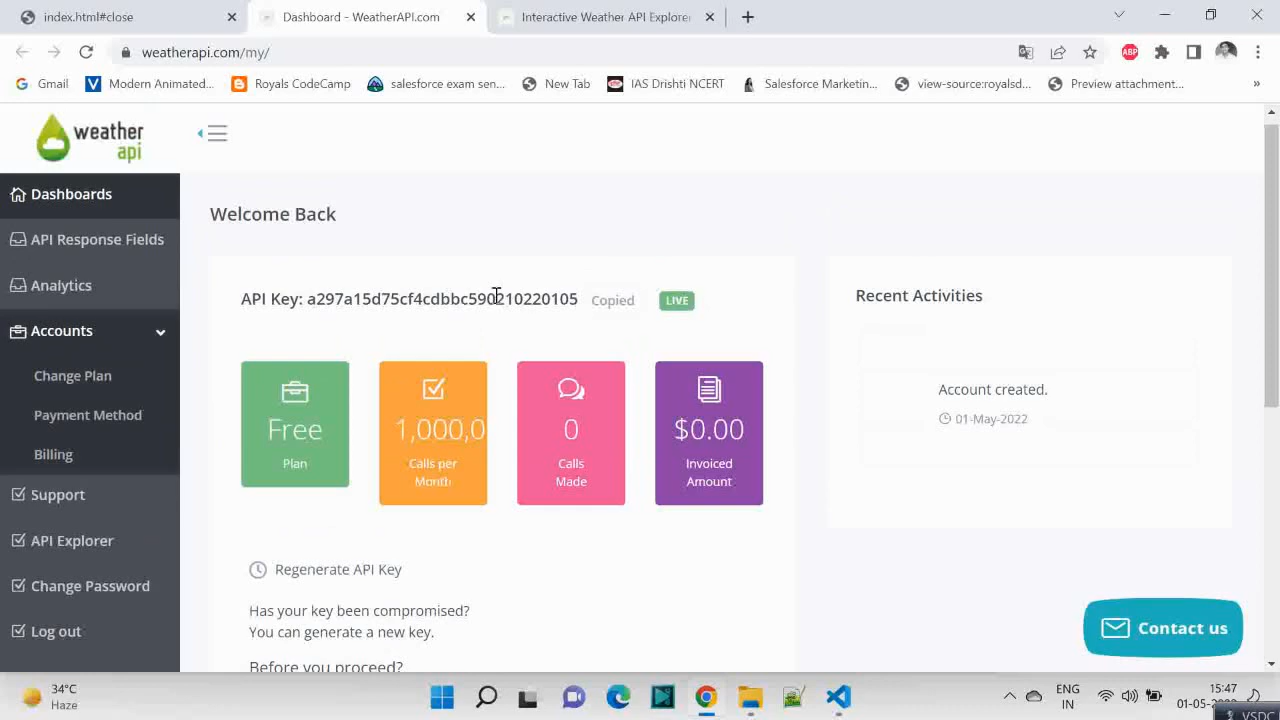 index.html#close
Dashboard - WeatherAPI.com
Interactive Weather API Explorer
weatherapi.com/my/
ABP
Gmail
Modern Animated...
Royals CodeCamp
salesforce exam sen...
New Tab
IAS Drishti NCERT
Salesforce Marketin...
view-source:royalsd...
Preview attachment...
»
weather
api
Dashboards
API Response Fields
Analytics
Accounts
Change Plan
Payment Method
Billing
Support
API Explorer
Change Password
Log out
Welcome Back
API Key: a297a15d75cf4cdbbc590210220105 Copied LIVE
Free
Plan
1,000,0
Calls per
Month
0
Calls
Made
$0.00
Invoiced
Amount
Recent Activities
Account created.
01-May-2022
Regenerate API Key
Has your key been compromised?
You can generate a new key.
Before you proceed?
Contact us
34°C
Haze
ENG
IN
15:47
01-05-
VSDC